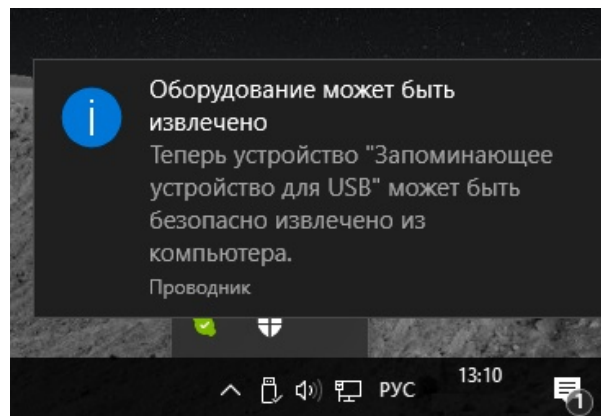 Оборудование может быть
извлечено
Теперь устройство "Запоминающее
устройство для USB" может быть
безопасно извлечено из
компьютера.
Проводник
РУС
13:10
1